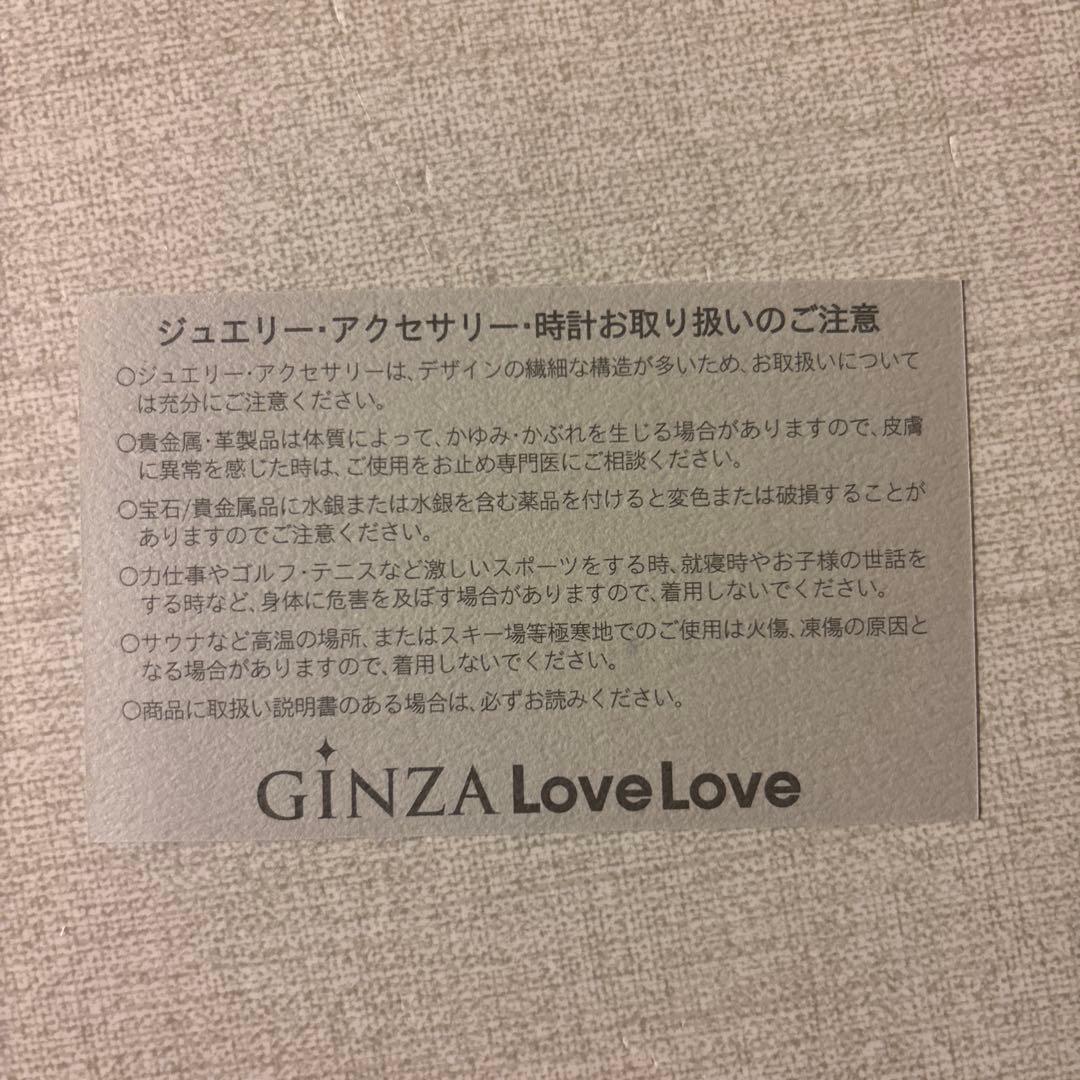 ジュエリー・アクセサリー・時計お取り扱いのご注意
○ジュエリー・アクセサリーは、デザインの繊細な構造が多いため、お取扱いについて
は充分にご注意ください。
○貴金属・革製品は体質によって、かゆみ・かぶれを生じる場合がありますので、皮膚
に異常を感じた時は、ご使用をお止め専門医にご相談ください。
○宝石/貴金属品に水銀または水銀を含む薬品を付けると変色または破損することが
ありますのでご注意ください。
○力仕事やゴルフ・テニスなど激しいスポーツをする時、就寝時やお子様の世話を
する時など、身体に危害を及ぼす場合がありますので、着用しないでください。
○サウナなど高温の場所、またはスキー場等極寒地でのご使用は火傷、凍傷の原因と
なる場合がありますので、着用しないでください。
○商品に取扱い説明書のある場合は、必ずお読みください。
GINZA LoveLove